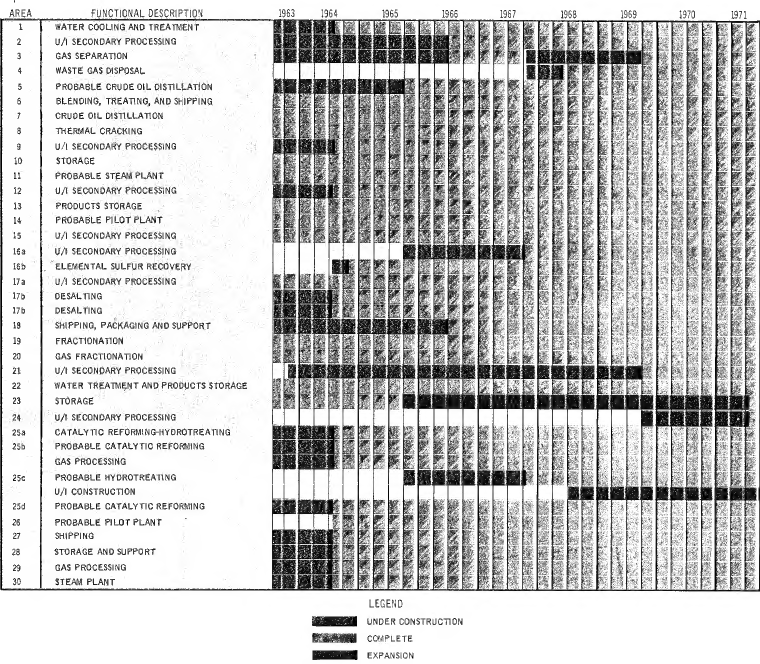 AREA FUNCTIONAL DESCRIPTION 1963 1964 1965 1966 1967 1968 1969 1970 1971
1 WATER COOLING AND TREATMENT
2 U/I SECONDARY PROCESSING
3 GAS SEPARATION
4 WASTE GAS DISPOSAL
5 PROBABLE CRUDE OIL DISTILLATION
6 BLENDING, TREATING, AND SHIPPING
7 CRUDE OIL DISTILLATION
8 THERMAL CRACKING
9 U/I SECONDARY PROCESSING
10 STORAGE
11 PROBABLE STEAM PLANT
12 U/I SECONDARY PROCESSING
13 PRODUCTS STORAGE
14 PROBABLE PILOT PLANT
15 U/I SECONDARY PROCESSING
16a U/I SECONDARY PROCESSING
16b ELEMENTAL SULFUR RECOVERY
17a U/I SECONDARY PROCESSING
17b DESALTING
17b DESALTING
18 SHIPPING, PACKAGING AND SUPPORT
19 FRACTIONATION
20 GAS FRACTIONATION
21 U/I SECONDARY PROCESSING
22 WATER TREATMENT AND PRODUCTS STORAGE
23 STORAGE
24 U/I SECONDARY PROCESSING
25a CATALYTIC REFORMING-HYDROTREATING
25b PROBABLE CATALYTIC REFORMING
GAS PROCESSING
25c PROBABLE HYDROTREATING
U/I CONSTRUCTION
25d PROBABLE CATALYTIC REFORMING
26 PROBABLE PILOT PLANT
27 SHIPPING
28 STORAGE AND SUPPORT
29 GAS PROCESSING
30 STEAM PLANT
LEGEND
UNDER CONSTRUCTION
COMPLETE
EXPANSION